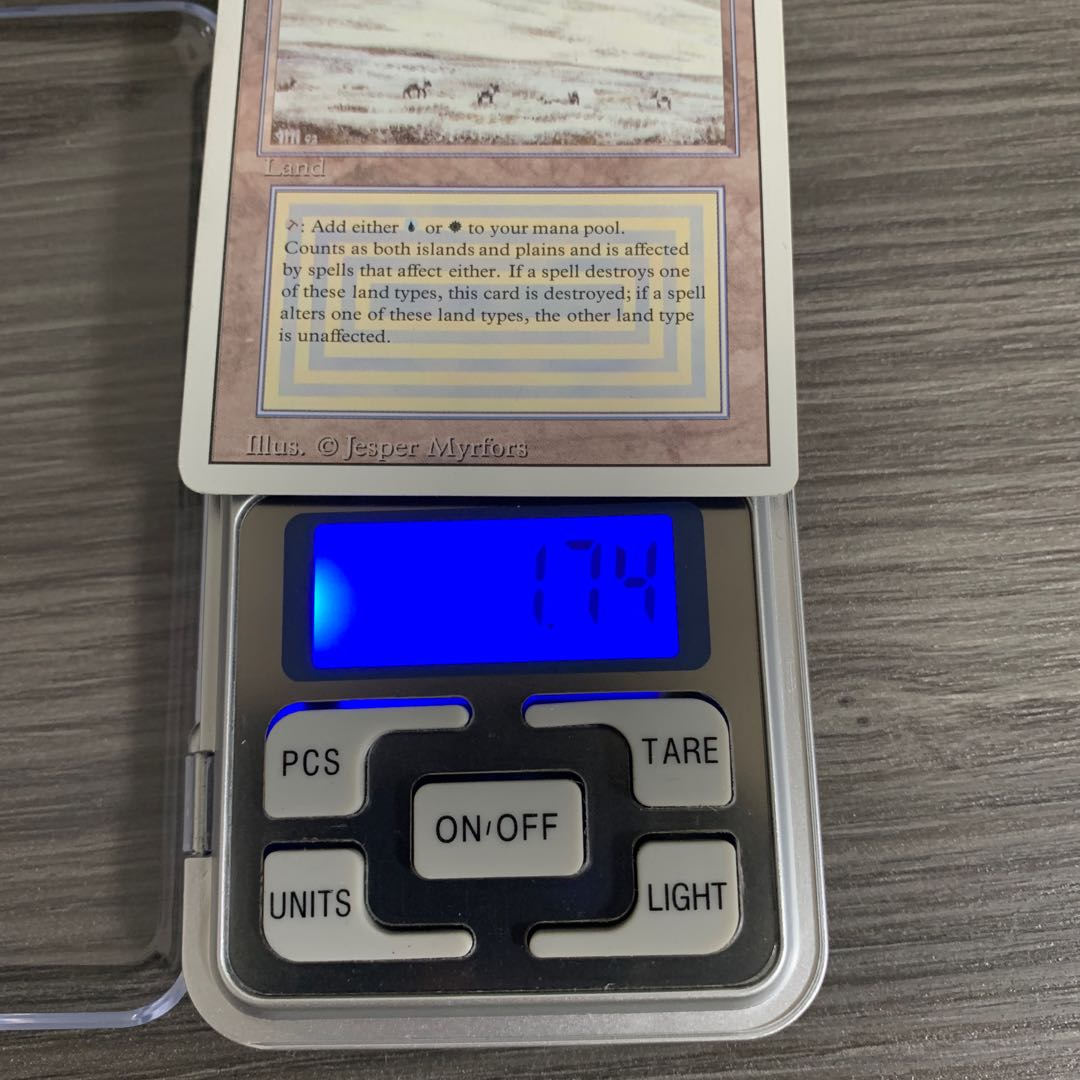 Land
: Add either or to your mana pool.
Counts as both islands and plains and is affected
by spells that affect either. If a spell destroys one
of these land types, this card is destroyed; if a spell
alters one of these land types, the other land type
is unaffected.
Illus. © Jesper Myrfors
1.74
PCS
TARE
ON/OFF
UNITS
LIGHT